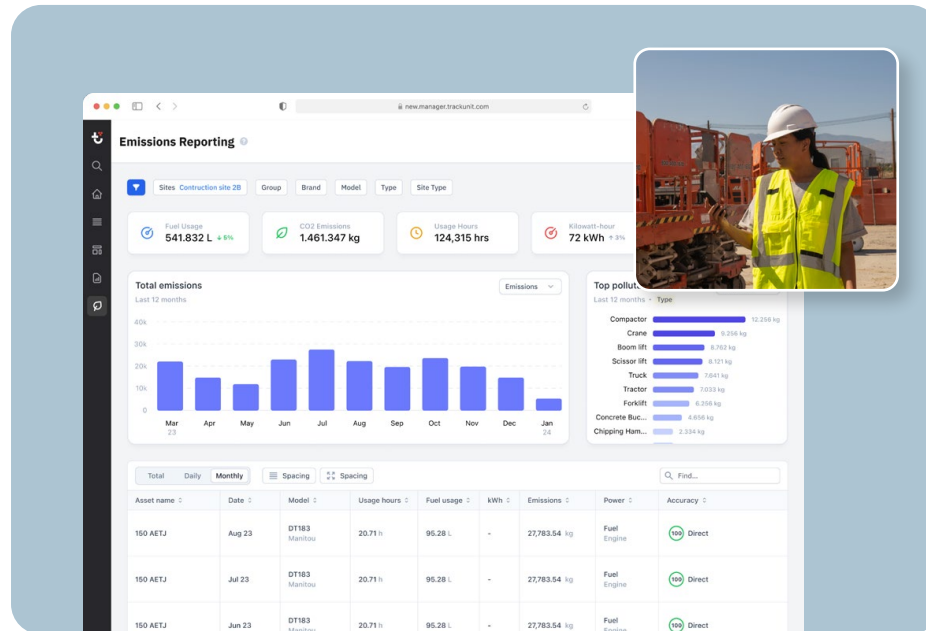 new.manager.trackunit.com
Emissions Reporting
Sites Contruction site 2B Group Brand Model Type Site Type
Fuel Usage
541.832 L 5%
CO2 Emissions
1.461.347 kg
Usage Hours
124,315 hrs
Kilowatt-hour
72 kWh 3%
Total emissions
Last 12 months
Emissions
40k
30k
20k
10k
0
Mar Apr May Jun Jul Aug Sep Oct Nov Dec Jan
23 24
Top
Last 12 months • Type
Compactor 12.268 kg
Crane 9.256 kg
Boom lift 8.762 kg
Scissor lift 8.121 kg
Truck 7.641 kg
Tractor 7.033 kg
Forklift 6.256 kg
Concrete Buc... 4.656 kg
Chipping Ham... 2.334 kg
Total Daily Monthly Spacing Spacing Find...
Asset name Date Model Usage hours Fuel usage kWh Emissions Power Accuracy
150 AETJ Aug 23 DT183 Manitou 20.71 h 95.28 L - 27,783.54 kg Fuel Engine 100 Direct
150 AETJ Jul 23 DT183 Manitou 20.71 h 95.28 L - 27,783.54 kg Fuel Engine 100 Direct
150 AETJ Jun 23 DT183 Manitou 20.71 h 95.28 L - 27,783.54 kg Fuel Engine 100 Direct